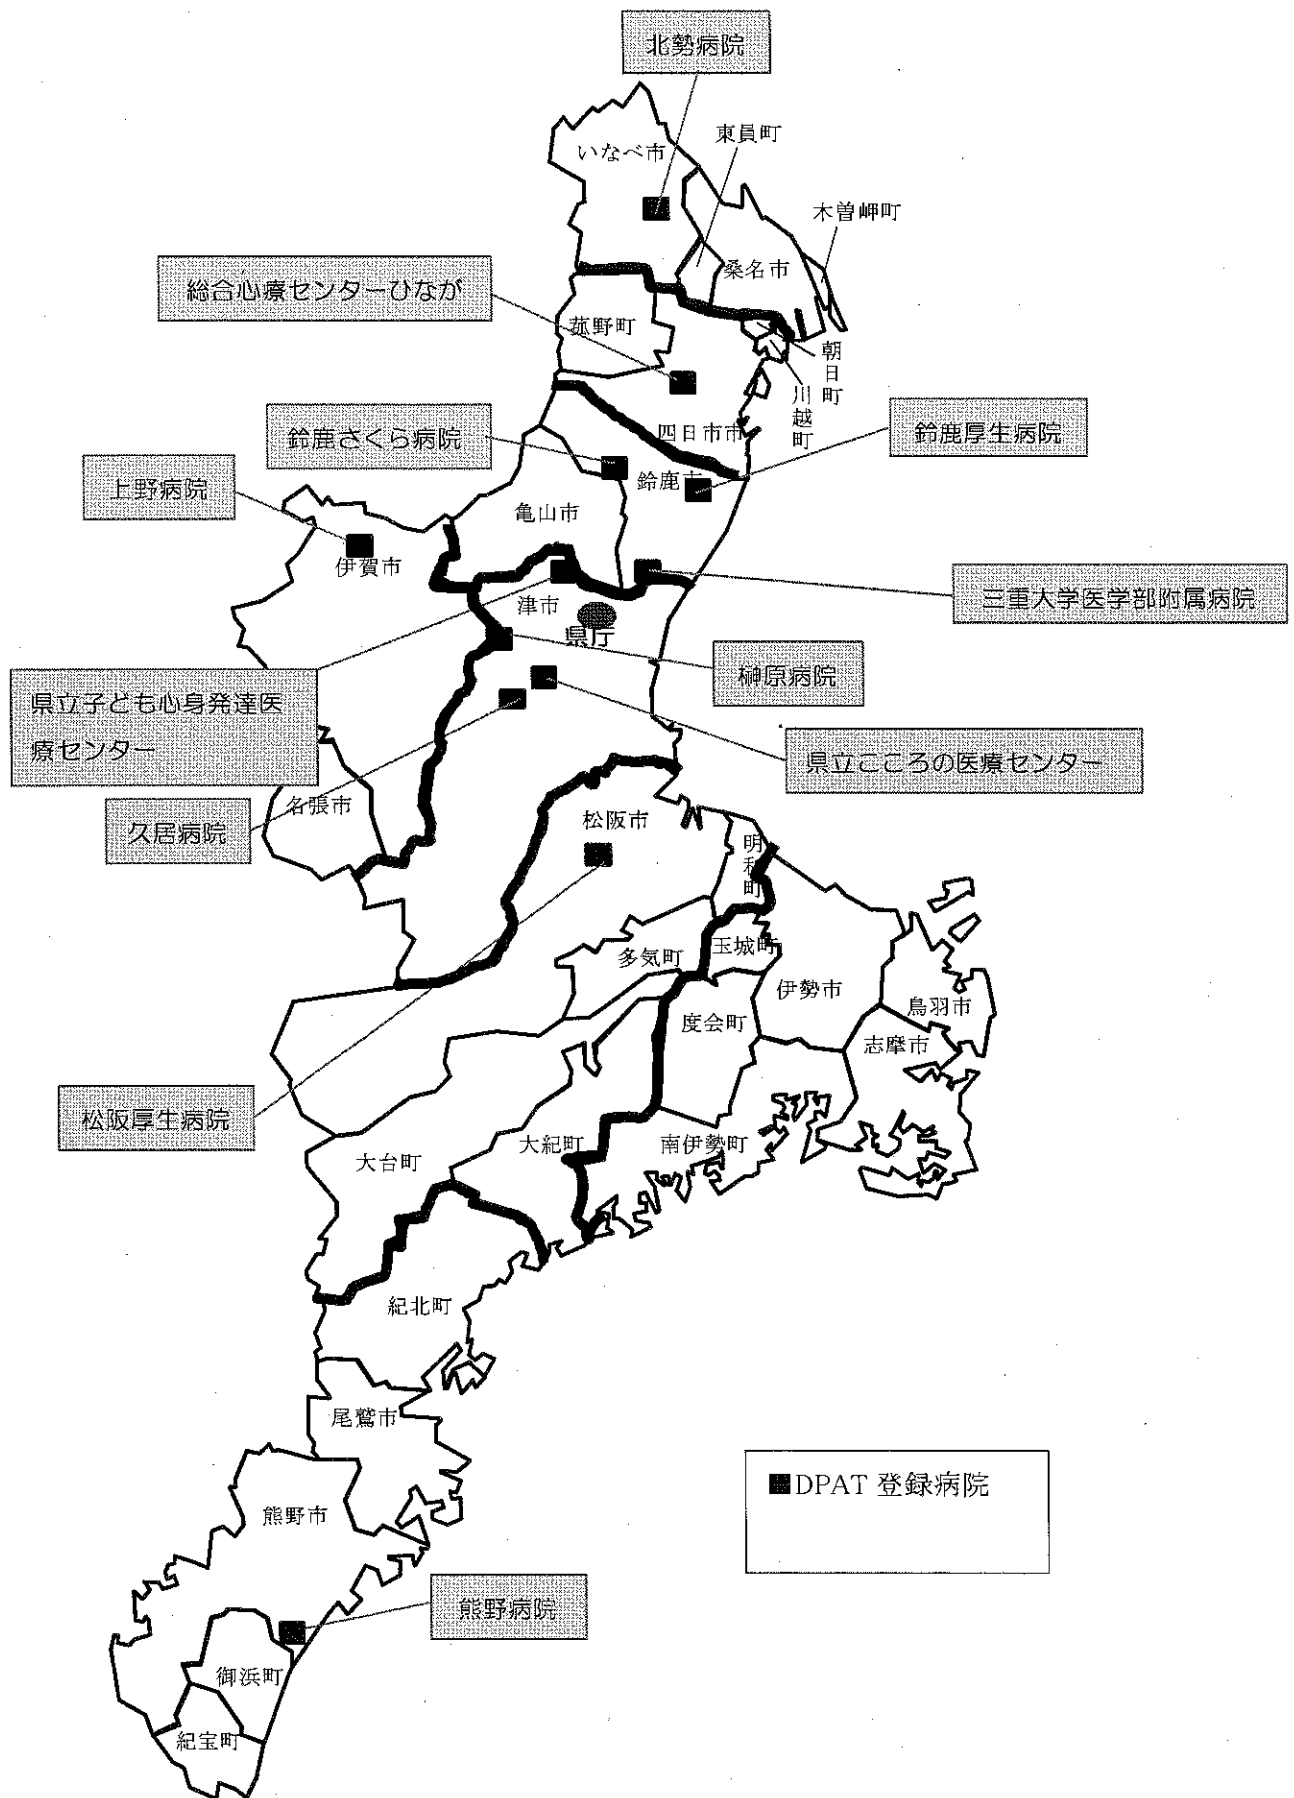 北勢病院
東員町
いなべ市
木曽岬町
桑名市
総合心療センターひなが
菰野町
朝日町
川越町
鈴鹿さくら病院
四日市市
鈴鹿厚生病院
上野病院
鈴鹿市
亀山市
伊賀市
三重大学医学部附属病院
津市
県庁
榊原病院
県立子ども心身発達医
療センター
県立こころの医療センター
名張市
久居病院
松阪市
明和町
多気町
玉城町
伊勢市
鳥羽市
度会町
志摩市
松阪厚生病院
大台町
大紀町
南伊勢町
紀北町
尾鷲市
■DPAT 登録病院
熊野市
熊野病院
御浜町
紀宝町